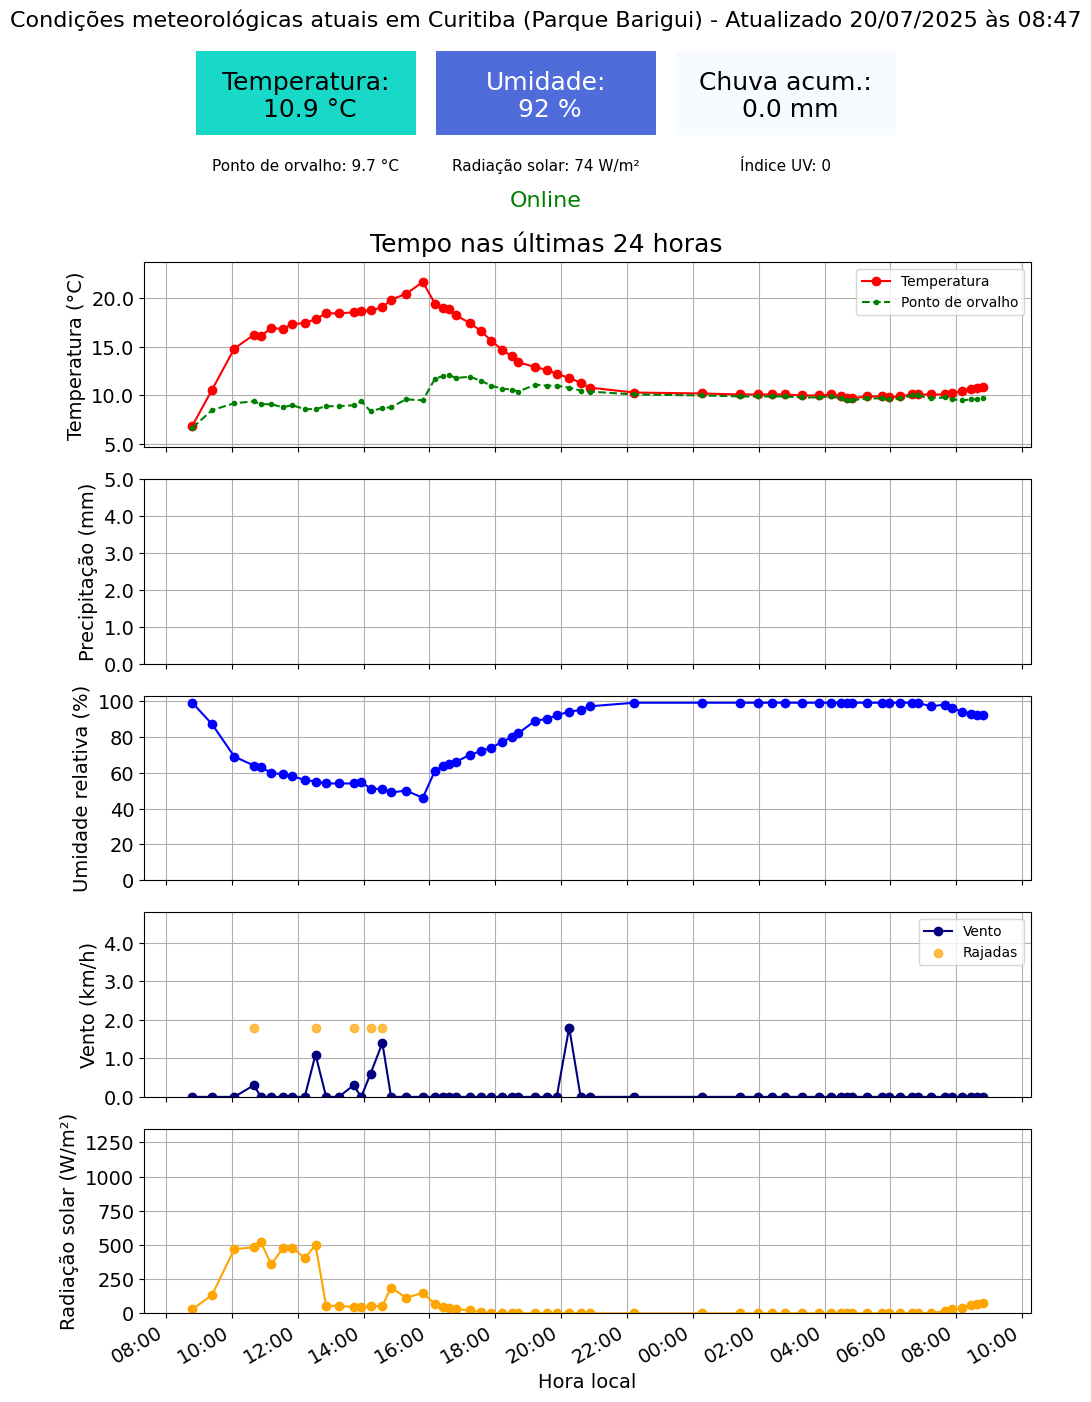 Condições meteorológicas atuais em Curitiba (Parque Barigui) - Atualizado 20/07/2025 às 08:47
Temperatura:
10.9 °C
Umidade:
92 %
Chuva acum.:
0.0 mm
Ponto de orvalho: 9.7 °C
Radiação solar: 74 W/m²
Índice UV: 0
Online
Tempo nas últimas 24 horas
Temperatura (°C)
20.0
15.0
10.0
5.0
Temperatura
Ponto de orvalho
Precipitação (mm)
5.0
4.0
3.0
2.0
1.0
0.0
Umidade relativa (%)
100
80
60
40
20
0
Vento (km/h)
4.0
3.0
2.0
1.0
0.0
Vento
Rajadas
Radiação solar (W/m²)
1250
1000
750
500
250
0
08:00
10:00
12:00
14:00
16:00
18:00
20:00
22:00
00:00
02:00
04:00
06:00
08:00
10:00
Hora local